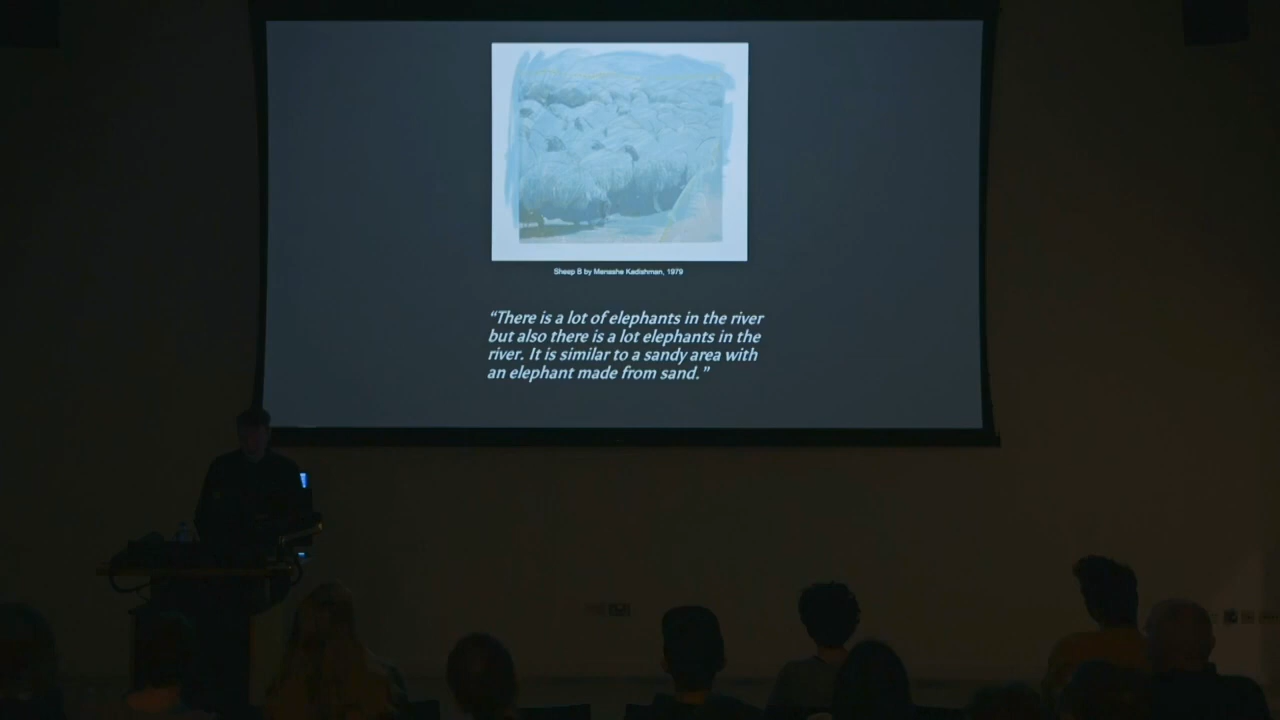 Sheep B by Menashe Kadishman, 1979
“There is a lot of elephants in the river
but also there is a lot elephants in the
river. It is similar to a sandy area with
an elephant made from sand.”